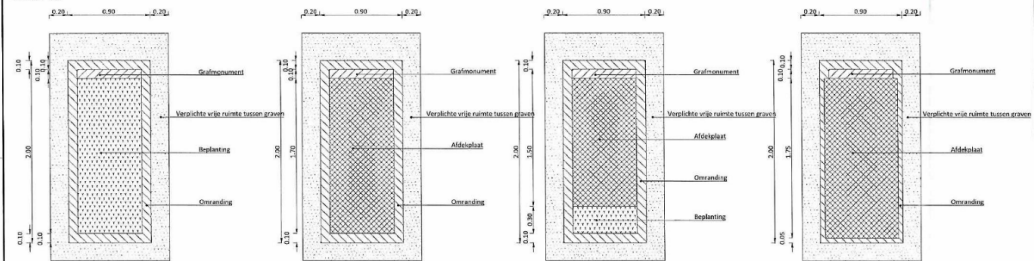 0.20 0.90 0.20
0.10
0.10
2.00
0.10
0.10
Grafmonument
Verplichte vrije ruimte tussen graven
Beplanting
Omranding
0.20 0.90 0.20
0.10
0.10
2.00
1.70
0.10
Grafmonument
Verplichte vrije ruimte tussen graven
Afdekplaat
Omranding
0.20 0.90 0.20
0.10
0.10
2.00
1.50
0.30
0.10
Grafmonument
Verplichte vrije ruimte tussen graven
Afdekplaat
Omranding
Beplanting
0.20 0.90 0.20
0.10
0.10
2.00
1.75
0.05
Grafmonument
Verplichte vrije ruimte tussen graven
Afdekplaat
Omranding